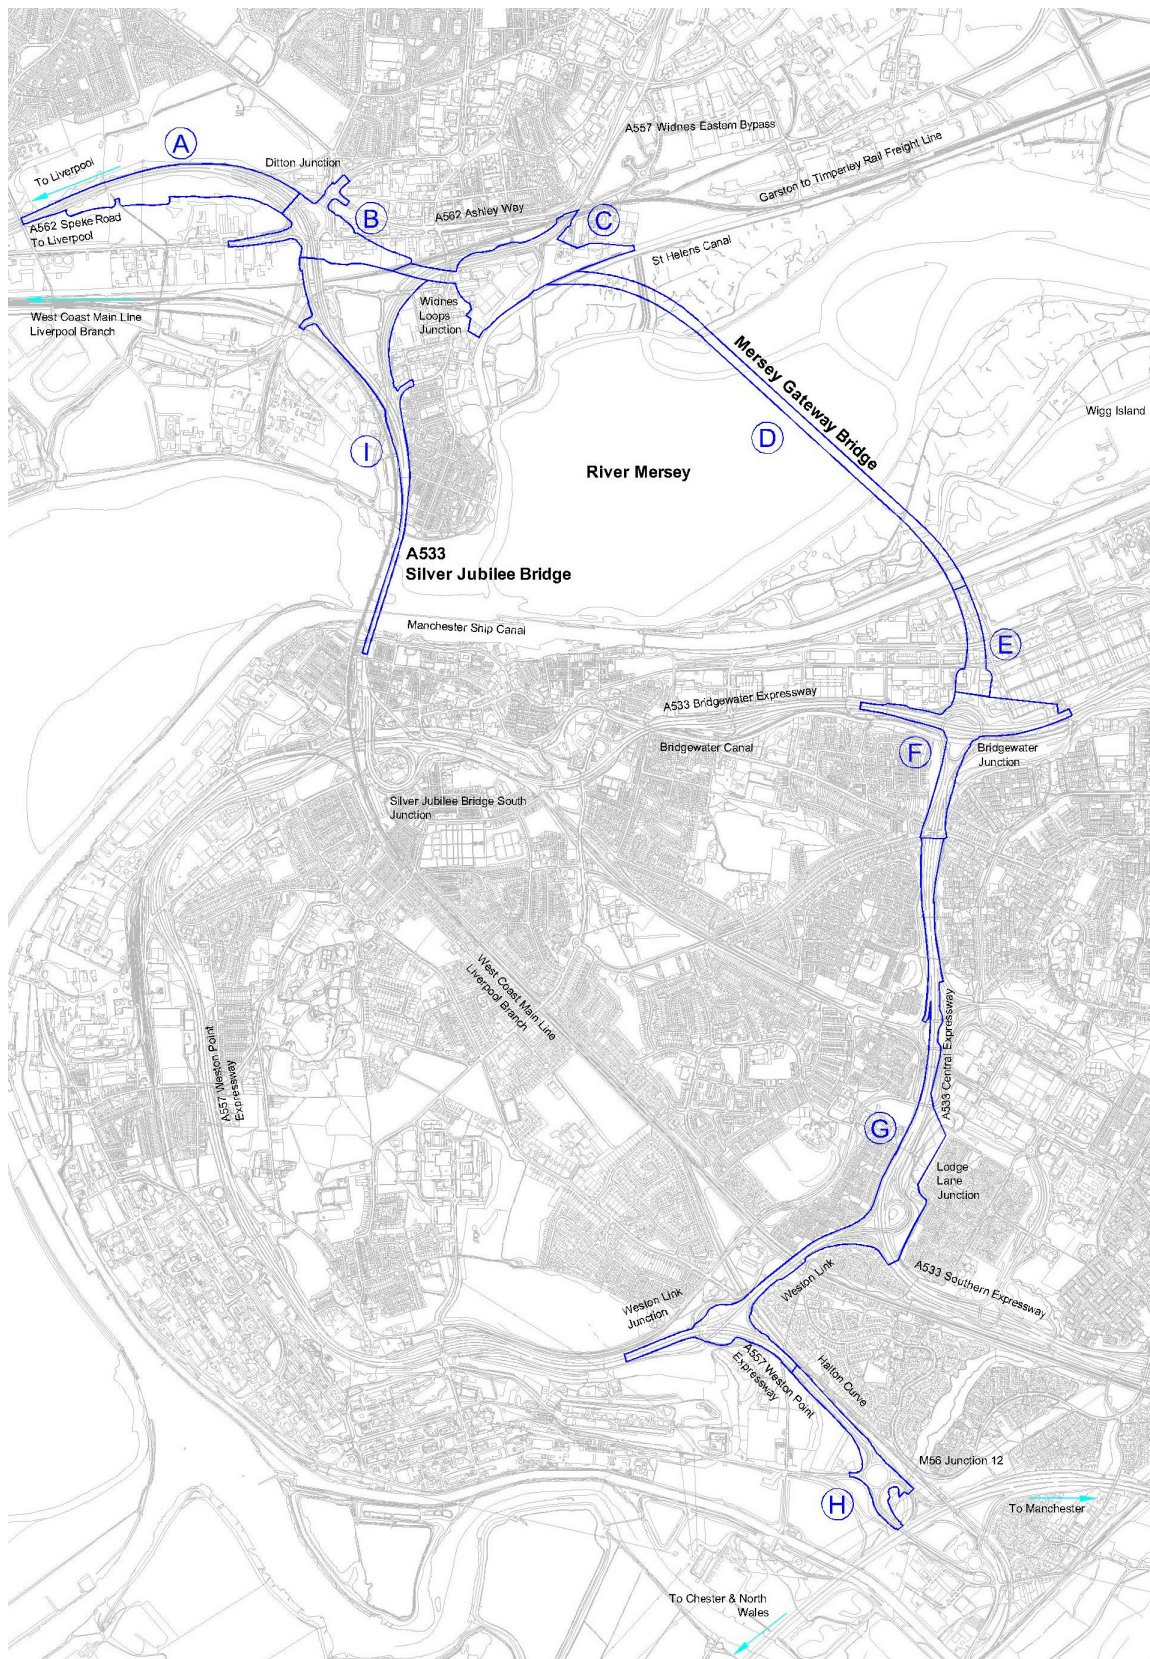 A557 Widnes Eastern Bypass
A
Ditton Junction
To Liverpool
Garston to Timperley Rail Freight Line
B
A562 Ashley Way
C
A562 Speke Road
To Liverpool
St Helens Canal
West Coast Main Line
Liverpool Branch
Widnes
Loops
Junction
Mersey Gateway Bridge
Wigg Island
D
I
River Mersey
A533
Silver Jubilee Bridge
Manchester Ship Canal
E
A533 Bridgewater Expressway
Bridgewater Canal
F
Bridgewater
Junction
Silver Jubilee Bridge South
Junction
West Coast Main Line
Liverpool Branch
A557 Weston Point
Expressway
A533 Central Expressway
G
Lodge
Lane
Junction
Weston Link
A533 Southern Expressway
Weston Link
Junction
A557 Weston Point
Expressway
Halton Curve
M56 Junction 12
H
To Manchester
To Chester & North
Wales